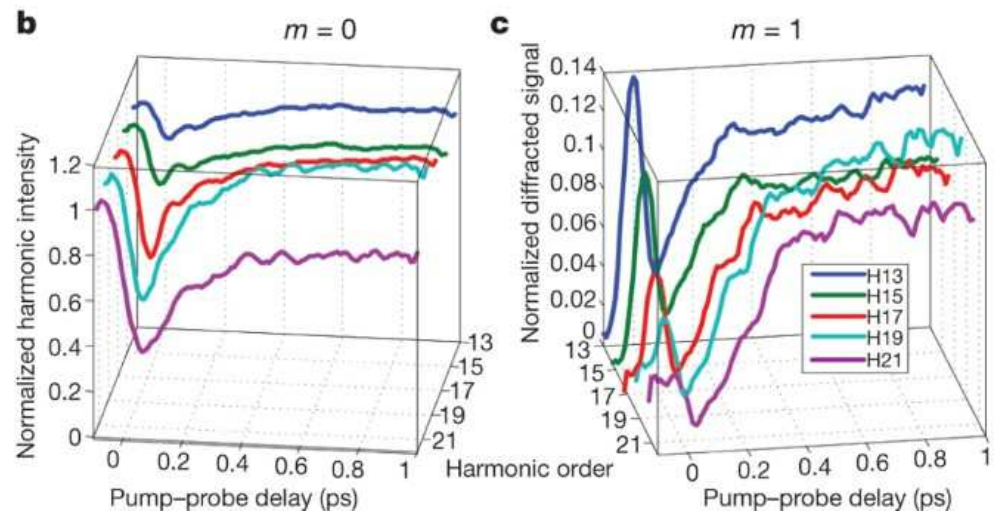 b
m = 0
Normalized harmonic intensity
1.2
1
0.8
0.6
0.4
0.2
0
0 0.2 0.4 0.6 0.8 1
Pump–probe delay (ps)
13
15
17
19
21
Harmonic order
c
m = 1
Normalized diffracted signal
0.14
0.12
0.1
0.08
0.06
0.04
0.02
0
13
15
17
19
21
0 0.2 0.4 0.6 0.8 1
Pump–probe delay (ps)
H13
H15
H17
H19
H21